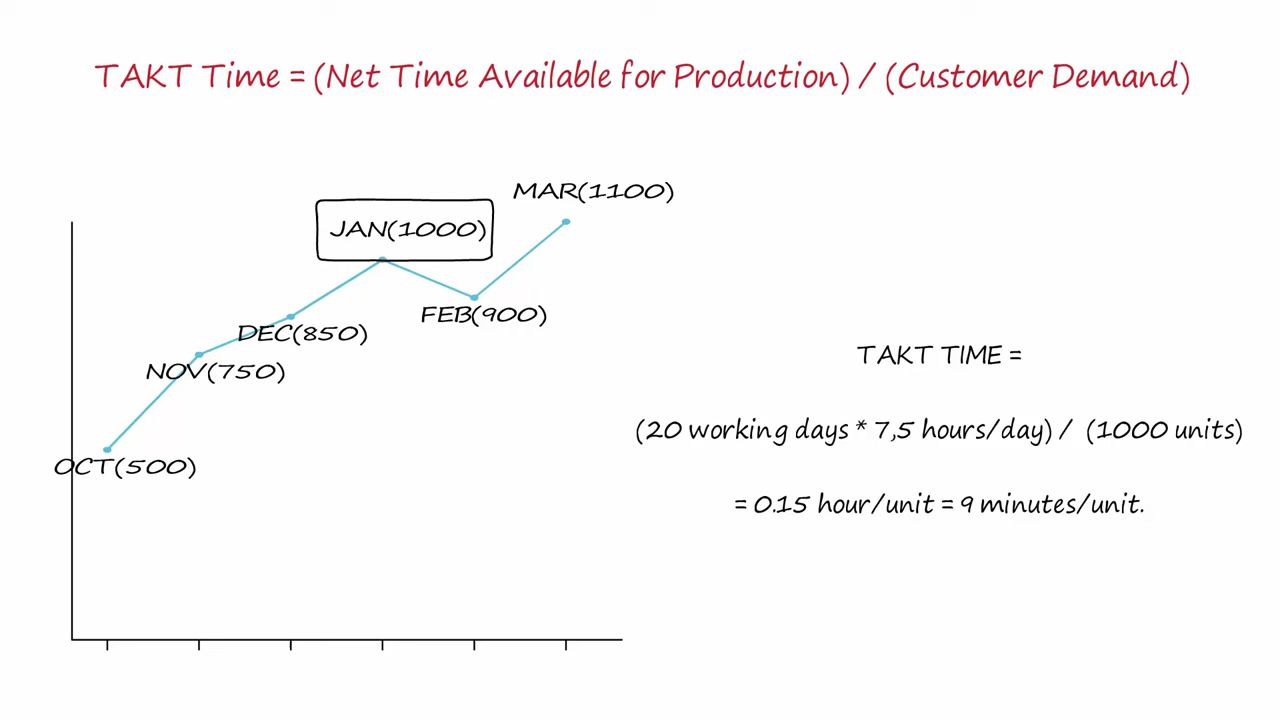 TAKT Time = (Net Time Available for Production) / (Customer Demand)
MAR(1100)
JAN(1000)
FEB(900)
DEC(850)
NOV(750)
OCT(500)
TAKT TIME =
(20 working days * 7,5 hours/day) / (1000 units)
= 0.15 hour/unit = 9 minutes/unit.